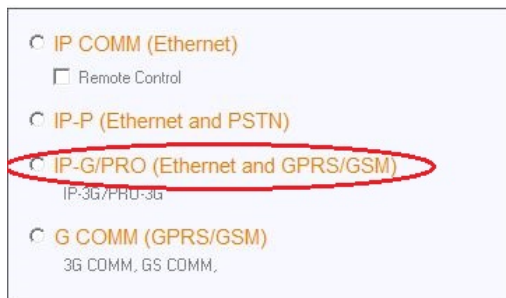 IP COMM (Ethernet)
Remote Control
IP-P (Ethernet and PSTN)
IP-G/PRO (Ethernet and GPRS/GSM)
IP-3G/PRO-3G
G COMM (GPRS/GSM)
3G COMM, GS COMM,